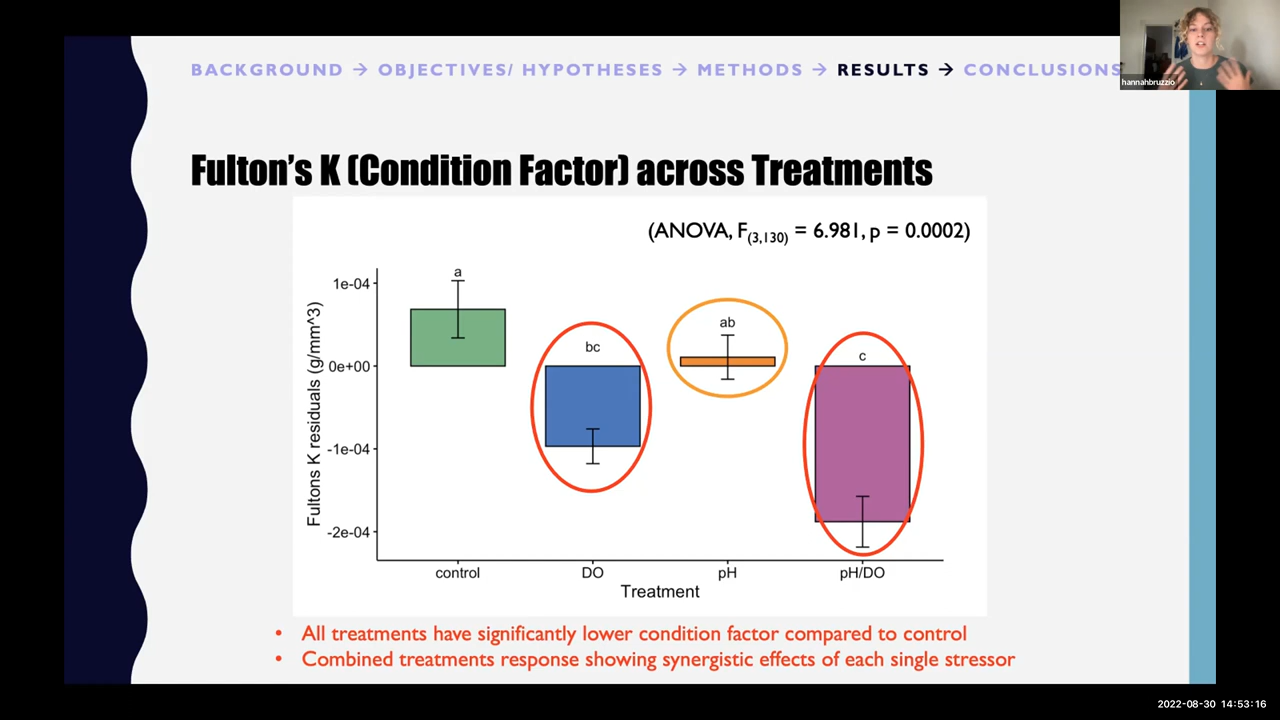 BACKGROUND → OBJECTIVES/ HYPOTHESES → METHODS → RESULTS → CONCLUSIONS
hannahbruzzio
Fulton's K (Condition Factor) across Treatments
(ANOVA, F(3,130) = 6.981, p = 0.0002)
Fultons K residuals (g/mm^3)
1e-04
0e+00
-1e-04
-2e-04
a
bc
ab
c
control DO pH pH/DO
Treatment
• All treatments have significantly lower condition factor compared to control
• Combined treatments response showing synergistic effects of each single stressor
2022-08-30 14:53:16